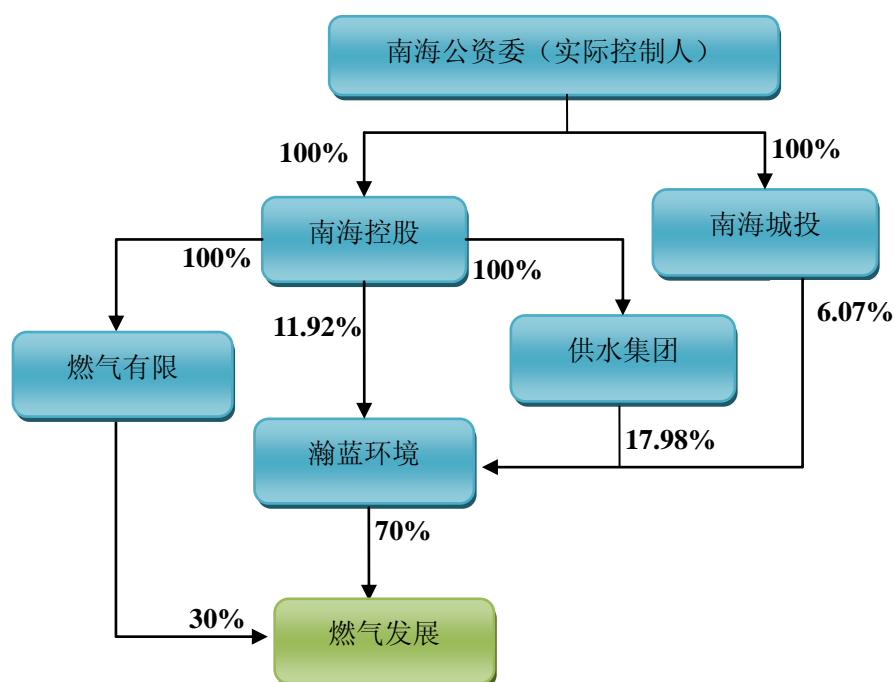 南海公资委（实际控制人）
100%
100%
南海控股
南海城投
100%
100%
11.92%
6.07%
燃气有限
供水集团
瀚蓝环境
17.98%
70%
30%
燃气发展